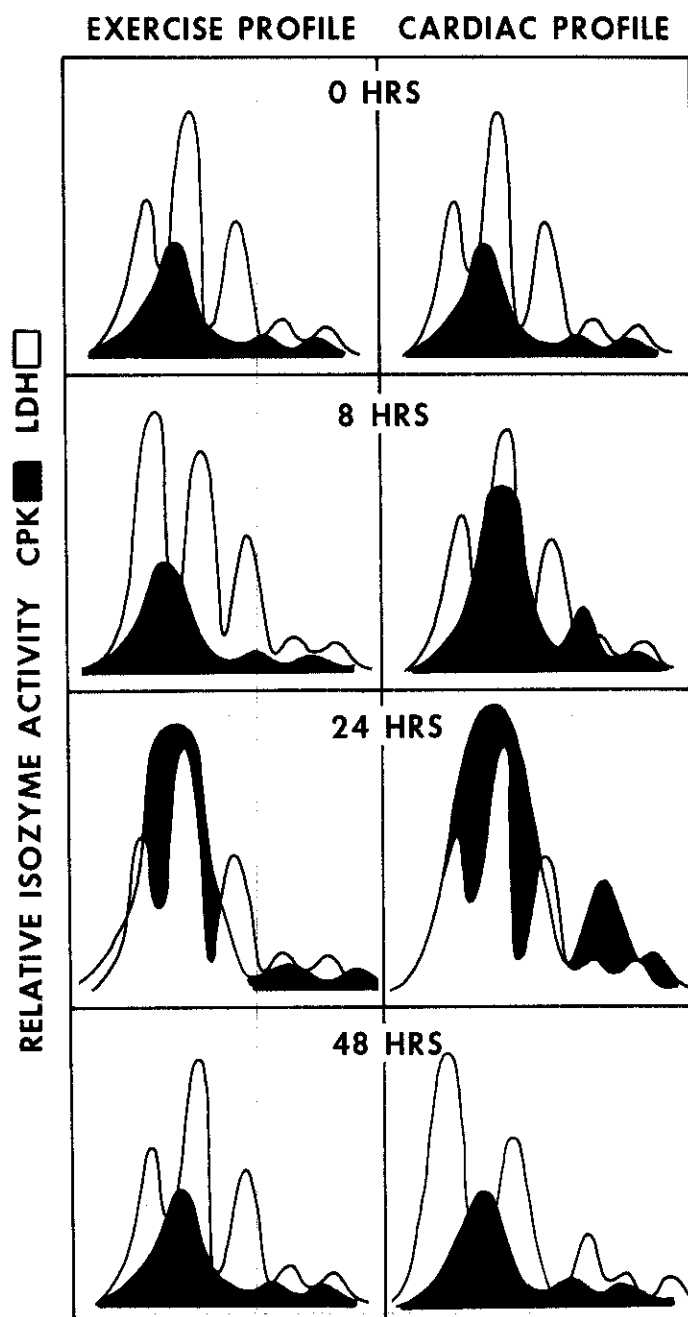 EXERCISE PROFILE CARDIAC PROFILE
0 HRS
8 HRS
24 HRS
48 HRS
RELATIVE ISOZYME ACTIVITY CPK LDH